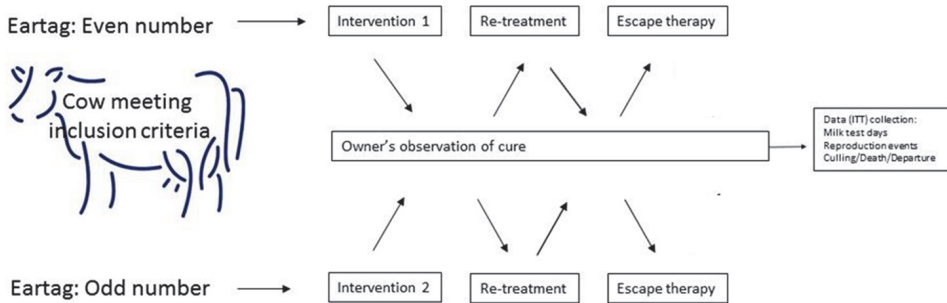 Eartag: Even number
Intervention 1
Re-treatment
Escape therapy
Cow meeting
inclusion criteria
Owner's observation of cure
Data (ITT) collection:
Milk test days
Reproduction events
Culling/Death/Departure
Eartag: Odd number
Intervention 2
Re-treatment
Escape therapy